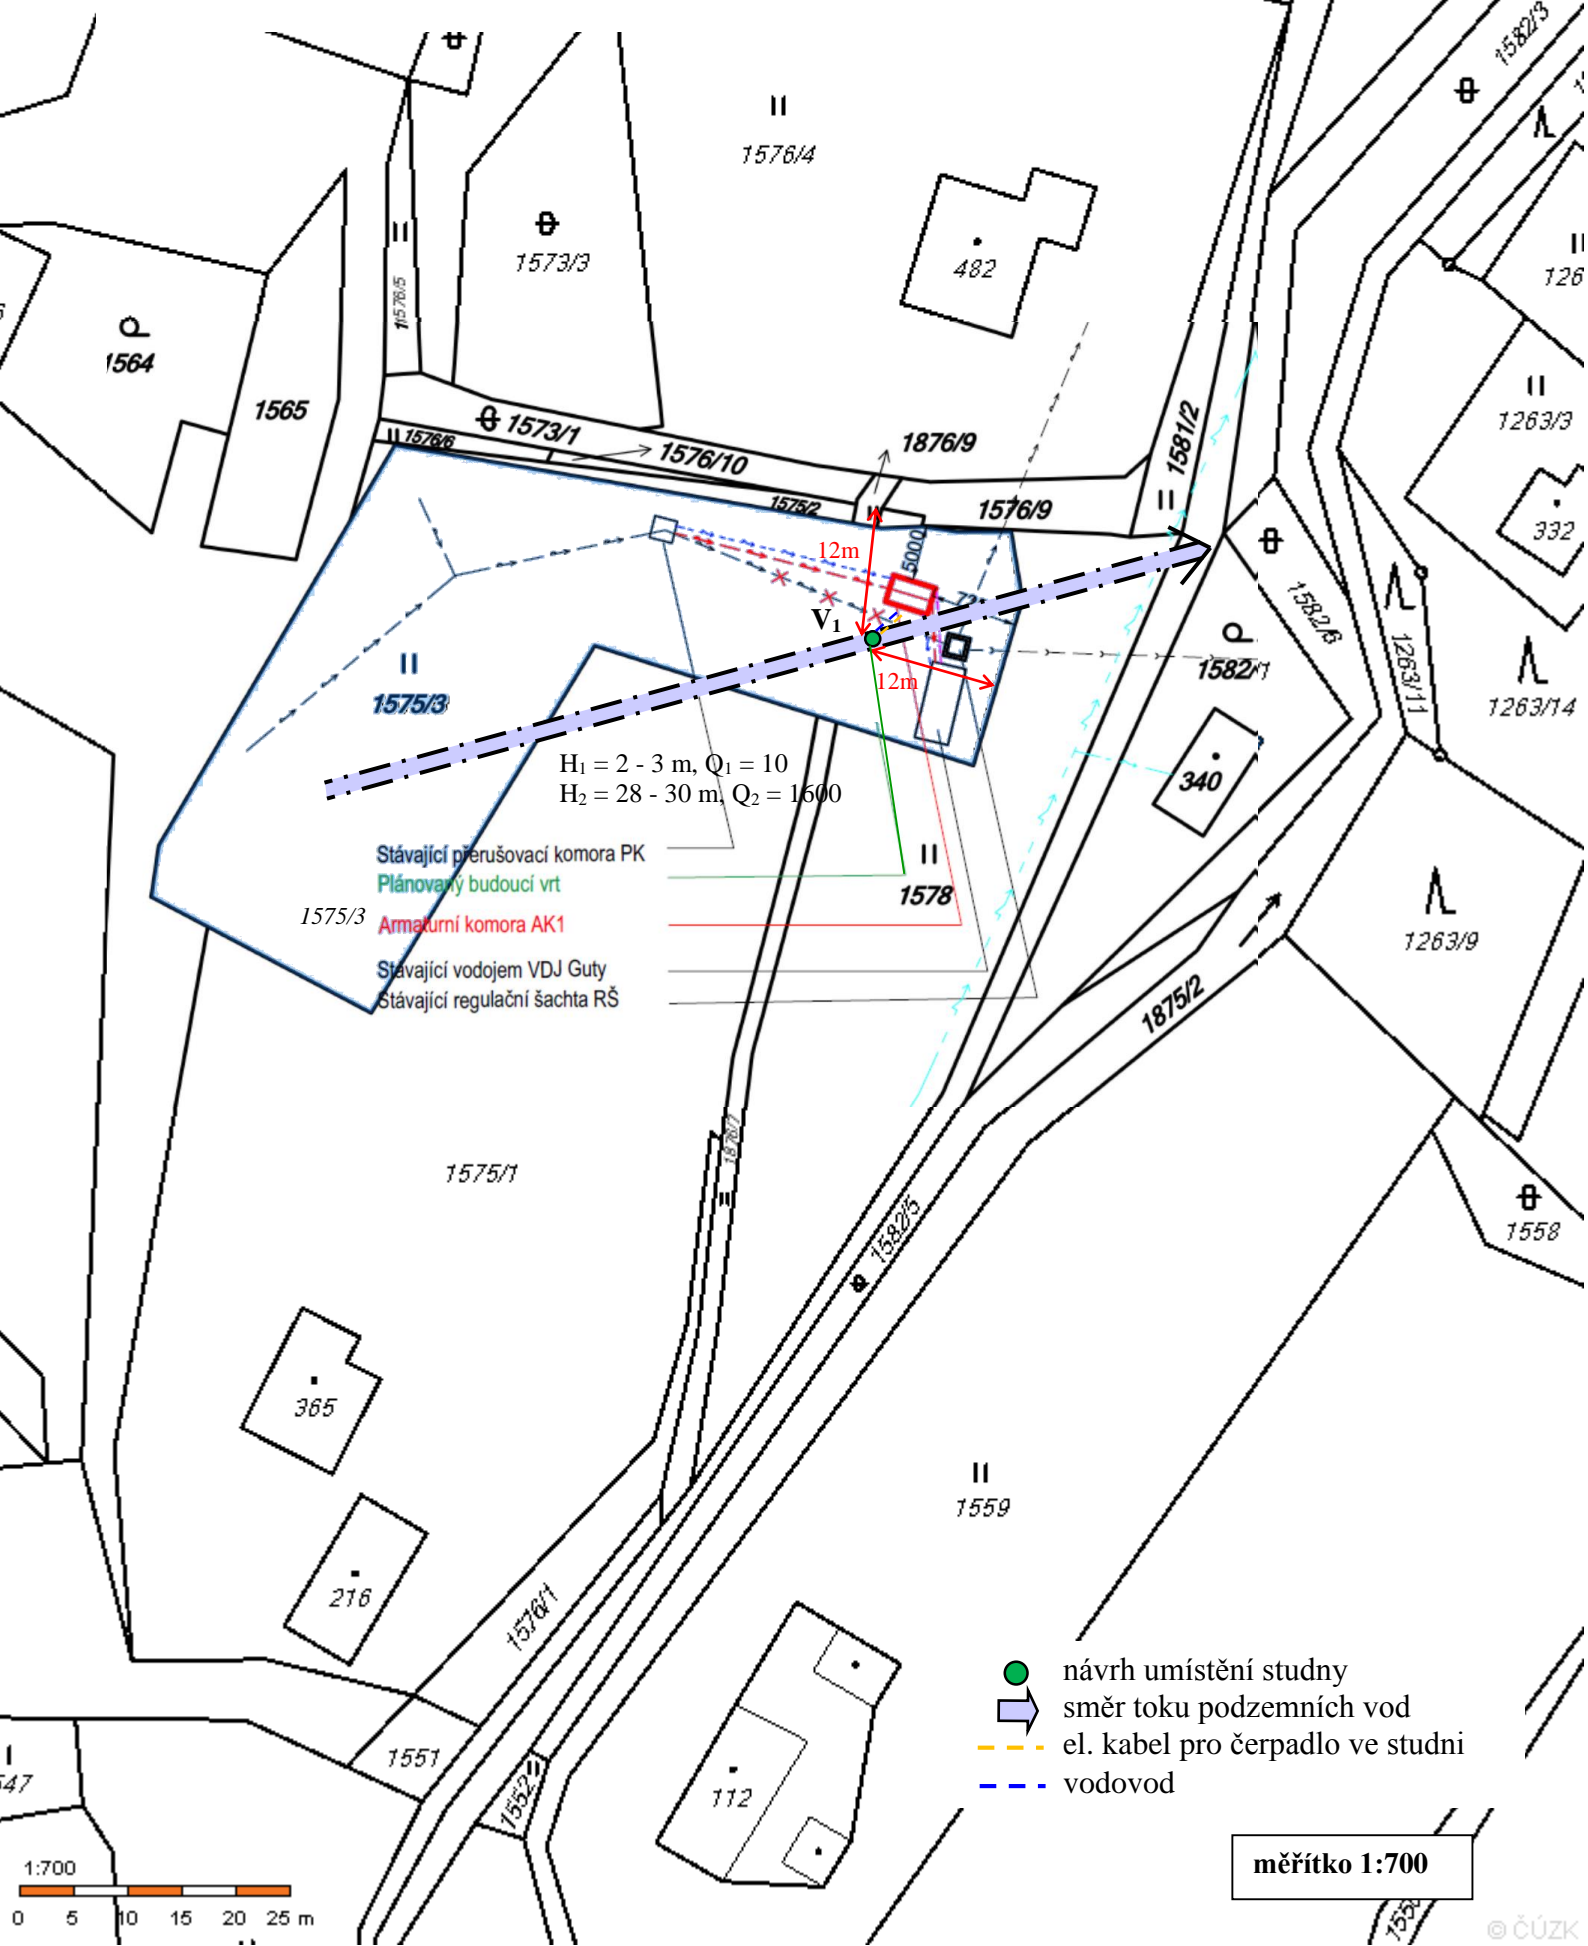 1582/3
1576/4
1573/3
482
1576/5
1564
1565
1263/3
332
1573/1
1576/6
1576/10
1876/9
1581/2
1575/2
1576/9
12m
5000
V1
1582/6
1582/1
1263/11
1263/14
1575/3
12m
340
H1 = 2 - 3 m, Q1 = 10
H2 = 28 - 30 m, Q2 = 1600
Stávající přerušovací komora PK
Plánovaný budoucí vrt
1578
1575/3
Armaturní komora AK1
1263/9
Stávající vodojem VDJ Guty
Stávající regulační šachta RŠ
1875/2
1876/7
1575/1
1582/5
1558
365
1559
216
1576/1
návrh umístění studny
směr toku podzemních vod
el. kabel pro čerpadlo ve studni
vodovod
1551
1552
112
měřítko 1:700
1:700
0 5 10 15 20 25 m
© ČÚZK